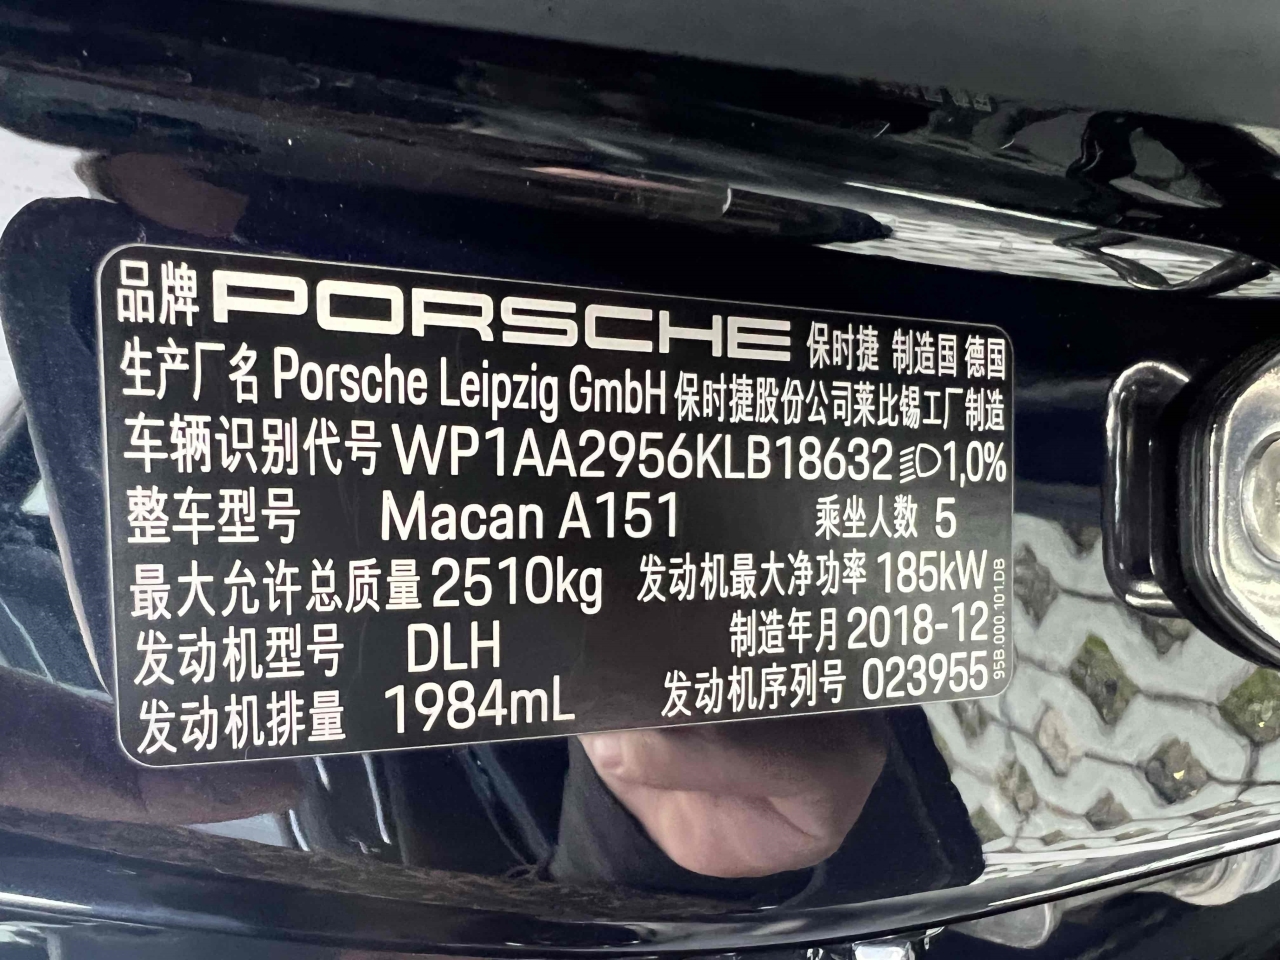 品牌 PORSCHE 保时捷 制造国 德国
生产厂名 Porsche Leipzig GmbH 保时捷股份公司莱比锡工厂制造
车辆识别代号 WP1AA2956KLB18632 1,0%
整车型号 Macan A151 乘坐人数 5
最大允许总质量 2510kg 发动机最大净功率 185kW
发动机型号 DLH 制造年月 2018-12
发动机排量 1984mL 发动机序列号 023955
95B.000.101.DB